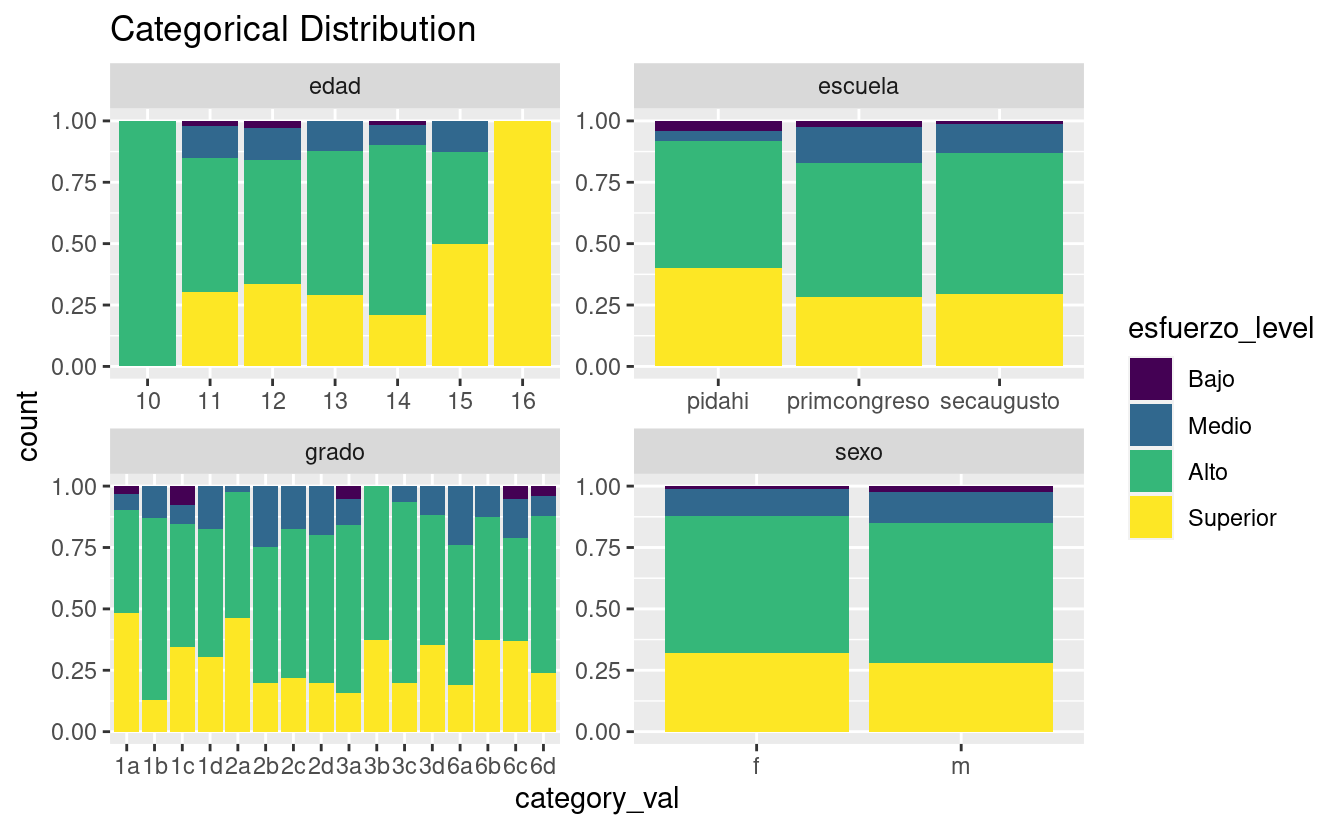 Categorical Distribution
edad
escuela
1.00
0.75
0.50
0.25
0.00
10 11 12 13 14 15 16
1.00
0.75
0.50
0.25
0.00
pidahi primcongreso secaugusto
grado
sexo
1.00
0.75
0.50
0.25
0.00
1a 1b 1c 1d 2a 2b 2c 2d 3a 3b 3c 3d 6a 6b 6c 6d
1.00
0.75
0.50
0.25
0.00
f m
count
category_val
esfuerzo_level
Bajo
Medio
Alto
Superior